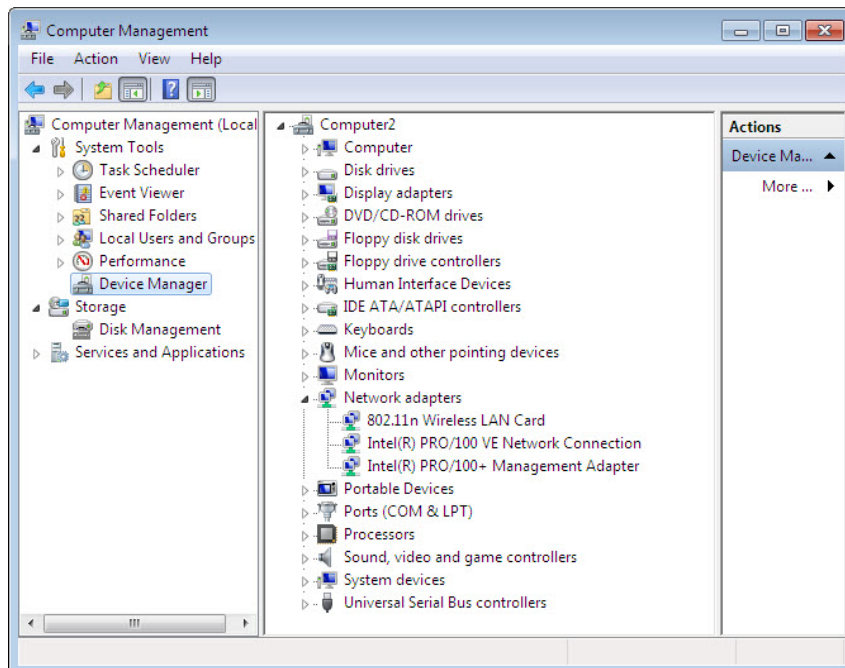 Computer Management
File Action View Help
Computer Management (Local
System Tools
Task Scheduler
Event Viewer
Shared Folders
Local Users and Groups
Performance
Device Manager
Storage
Disk Management
Services and Applications
Computer2
Computer
Disk drives
Display adapters
DVD/CD-ROM drives
Floppy disk drives
Floppy drive controllers
Human Interface Devices
IDE ATA/ATAPI controllers
Keyboards
Mice and other pointing devices
Monitors
Network adapters
802.11n Wireless LAN Card
Intel(R) PRO/100 VE Network Connection
Intel(R) PRO/100+ Management Adapter
Portable Devices
Ports (COM & LPT)
Processors
Sound, video and game controllers
System devices
Universal Serial Bus controllers
Actions
Device Ma...
More ...